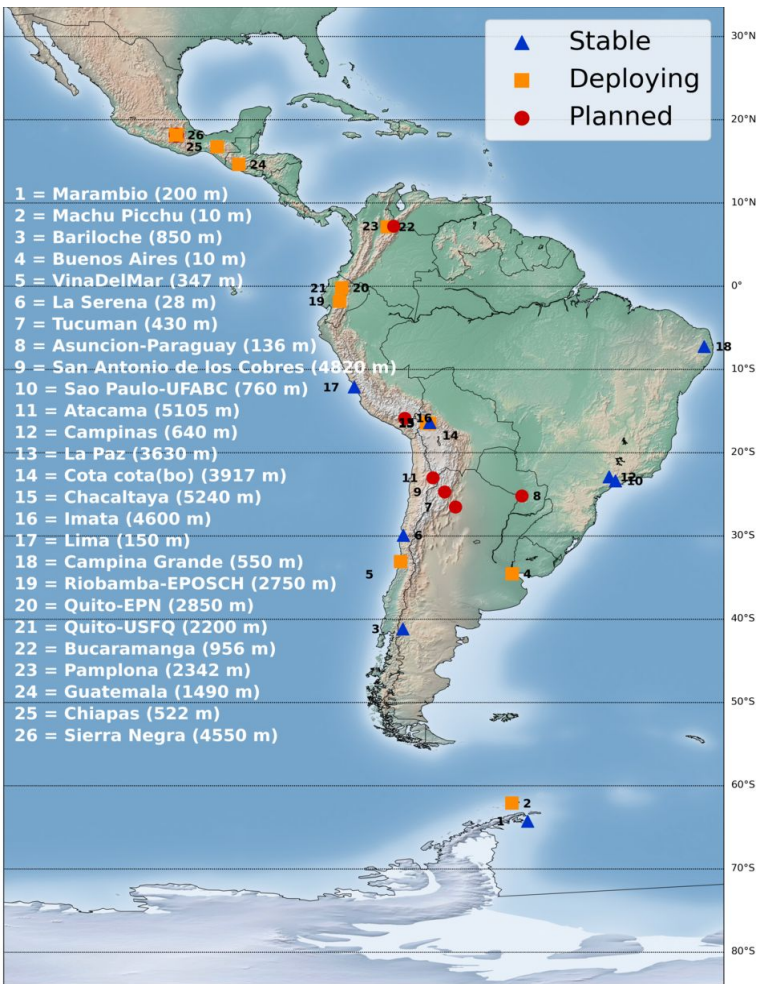 Stable
Deploying
Planned
30°N
20°N
10°N
0°
10°S
20°S
30°S
40°S
50°S
60°S
70°S
80°S
1 = Marambio (200 m)
2 = Machu Picchu (10 m)
3 = Bariloche (850 m)
4 = Buenos Aires (10 m)
5 = VinaDelMar (347 m)
6 = La Serena (28 m)
7 = Tucuman (430 m)
8 = Asuncion-Paraguay (136 m)
9 = San Antonio de los Cobres (4820 m)
10 = Sao Paulo-UFABC (760 m)
11 = Atacama (5105 m)
12 = Campinas (640 m)
13 = La Paz (3630 m)
14 = Cota cota(bo) (3917 m)
15 = Chacaltaya (5240 m)
16 = Imata (4600 m)
17 = Lima (150 m)
18 = Campina Grande (550 m)
19 = Riobamba-EPOSCH (2750 m)
20 = Quito-EPN (2850 m)
21 = Quito-USFQ (2200 m)
22 = Bucaramanga (956 m)
23 = Pamplona (2342 m)
24 = Guatemala (1490 m)
25 = Chiapas (522 m)
26 = Sierra Negra (4550 m)
26
25
24
23
22
21
20
19
18
17
16
14
11
12
10
9
8
7
6
5
4
3
2
1